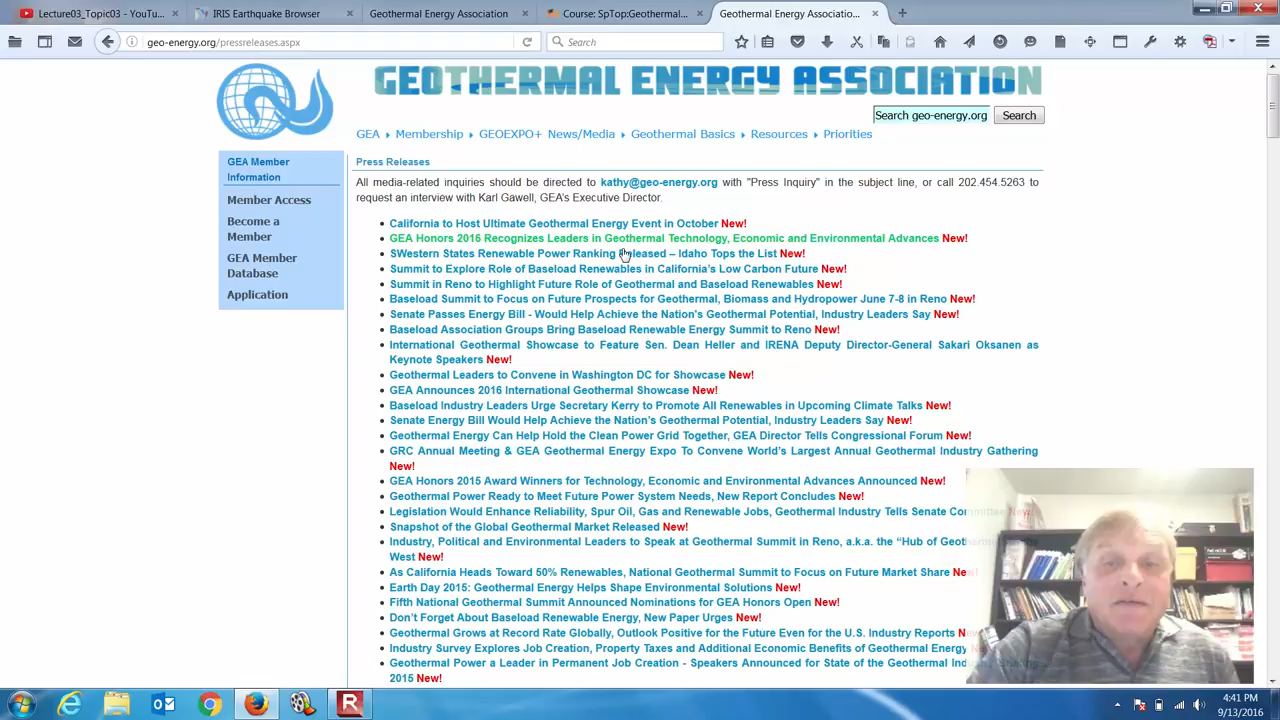 Lecture03_Topic03 - YouTu...
IRIS Earthquake Browser
Geothermal Energy Association
Course: SpTop:Geothermal...
Geothermal Energy Associatio...
geo-energy.org/pressreleases.aspx
Search
GEOTHERMAL ENERGY ASSOCIATION
Search geo-energy.org
Search
GEA Membership GEOEXPO+ News/Media Geothermal Basics Resources Priorities
GEA Member
Information
Member Access
Become a
Member
GEA Member
Database
Application
Press Releases
All media-related inquiries should be directed to kathy@geo-energy.org with "Press Inquiry" in the subject line, or call 202.454.5263 to
request an interview with Karl Gawell, GEA's Executive Director.
California to Host Ultimate Geothermal Energy Event in October New!
GEA Honors 2016 Recognizes Leaders in Geothermal Technology, Economic and Environmental Advances New!
SWestern States Renewable Power Ranking Released – Idaho Tops the List New!
Summit to Explore Role of Baseload Renewables in California's Low Carbon Future New!
Summit in Reno to Highlight Future Role of Geothermal and Baseload Renewables New!
Baseload Summit to Focus on Future Prospects for Geothermal, Biomass and Hydropower June 7-8 in Reno New!
Senate Passes Energy Bill - Would Help Achieve the Nation's Geothermal Potential, Industry Leaders Say New!
Baseload Association Groups Bring Baseload Renewable Energy Summit to Reno New!
International Geothermal Showcase to Feature Sen. Dean Heller and IRENA Deputy Director-General Sakari Oksanen as
Keynote Speakers New!
Geothermal Leaders to Convene in Washington DC for Showcase New!
GEA Announces 2016 International Geothermal Showcase New!
Baseload Industry Leaders Urge Secretary Kerry to Promote All Renewables in Upcoming Climate Talks New!
Senate Energy Bill Would Help Achieve the Nation's Geothermal Potential, Industry Leaders Say New!
Geothermal Energy Can Help Hold the Clean Power Grid Together, GEA Director Tells Congressional Forum New!
GRC Annual Meeting & GEA Geothermal Energy Expo To Convene World's Largest Annual Geothermal Industry Gathering
New!
GEA Honors 2015 Award Winners for Technology, Economic and Environmental Advances Announced New!
Geothermal Power Ready to Meet Future Power System Needs, New Report Concludes New!
Legislation Would Enhance Reliability, Spur Oil, Gas and Renewable Jobs, Geothermal Industry Tells Senate
Snapshot of the Global Geothermal Market Released New!
Industry, Political and Environmental Leaders to Speak at Geothermal Summit in Reno, a.k.a. the “Hub of
West New!
As California Heads Toward 50% Renewables, National Geothermal Summit to Focus on Future Market Share
Earth Day 2015: Geothermal Energy Helps Shape Environmental Solutions New!
Fifth National Geothermal Summit Announced Nominations for GEA Honors Open New!
Don't Forget About Baseload Renewable Energy, New Paper Urges New!
Geothermal Grows at Record Rate Globally, Outlook Positive for the Future Even for the U.S. Industry Reports
Industry Survey Explores Job Creation, Property Taxes and Additional Economic Benefits of Geothermal Energy
Geothermal Power a Leader in Permanent Job Creation - Speakers Announced for State of the Geothermal
2015 New!
4:41 PM
9/13/2016